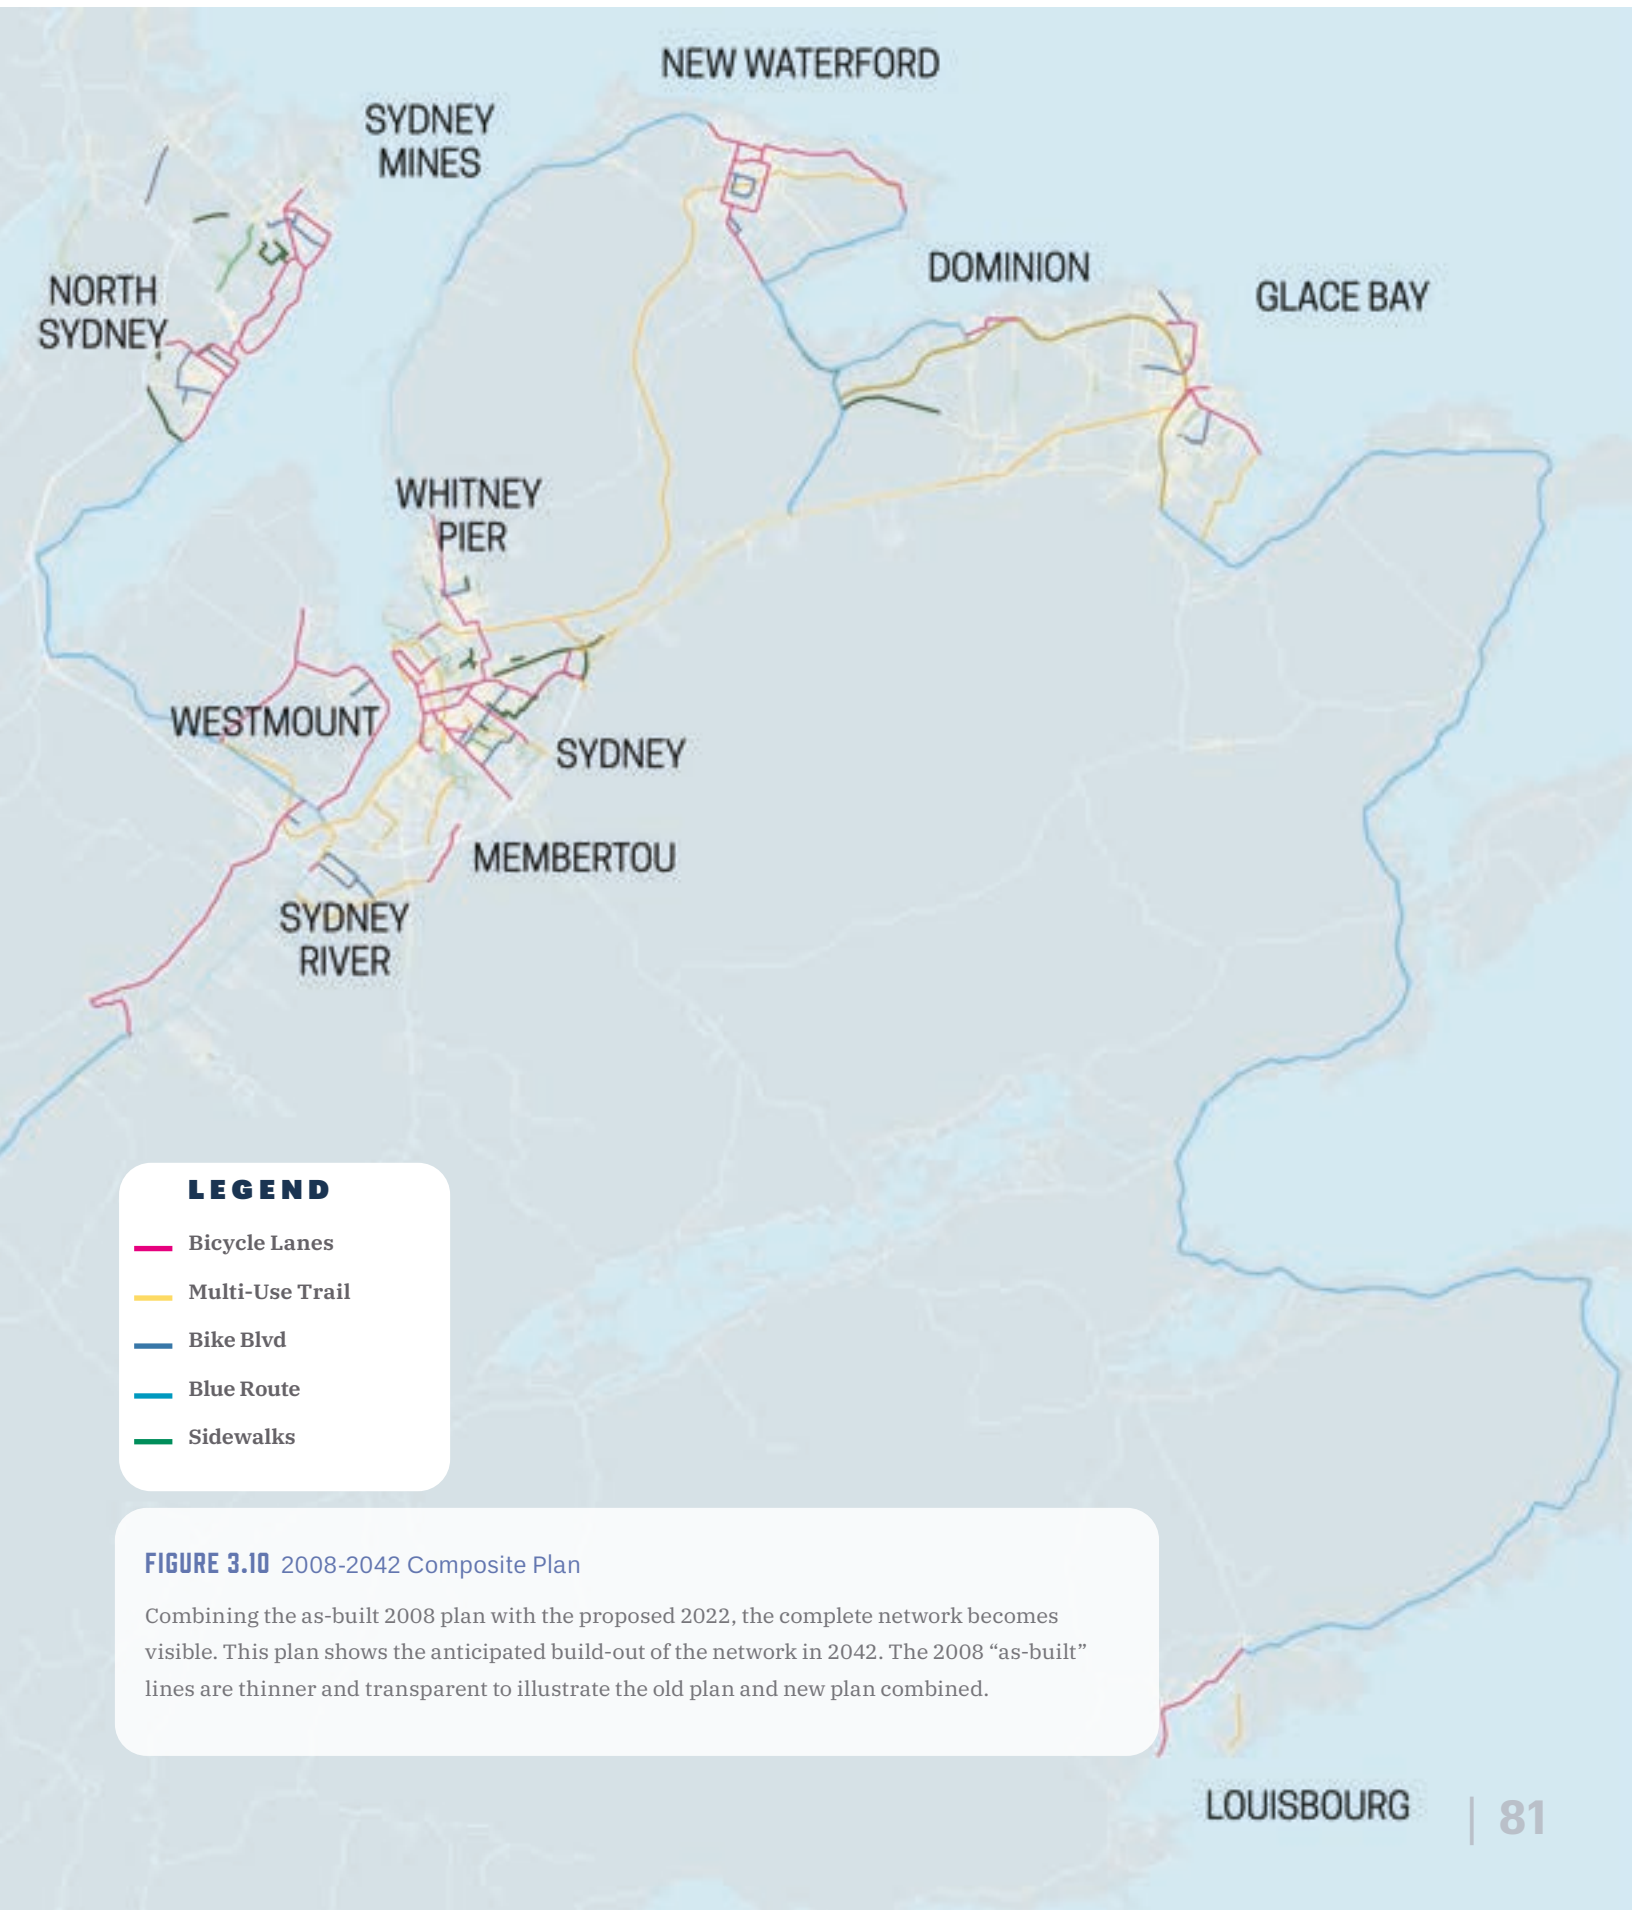 NEW WATERFORD
SYDNEY
MINES
DOMINION
GLACE BAY
NORTH
SYDNEY
WHITNEY
PIER
WESTMOUNT
SYDNEY
MEMBERTOU
SYDNEY
RIVER
LEGEND
Bicycle Lanes
Multi-Use Trail
Bike Blvd
Blue Route
Sidewalks
FIGURE 3.10 2008-2042 Composite Plan
Combining the as-built 2008 plan with the proposed 2022, the complete network becomes
visible. This plan shows the anticipated build-out of the network in 2042. The 2008 “as-built”
lines are thinner and transparent to illustrate the old plan and new plan combined.
LOUISBOURG
| 81